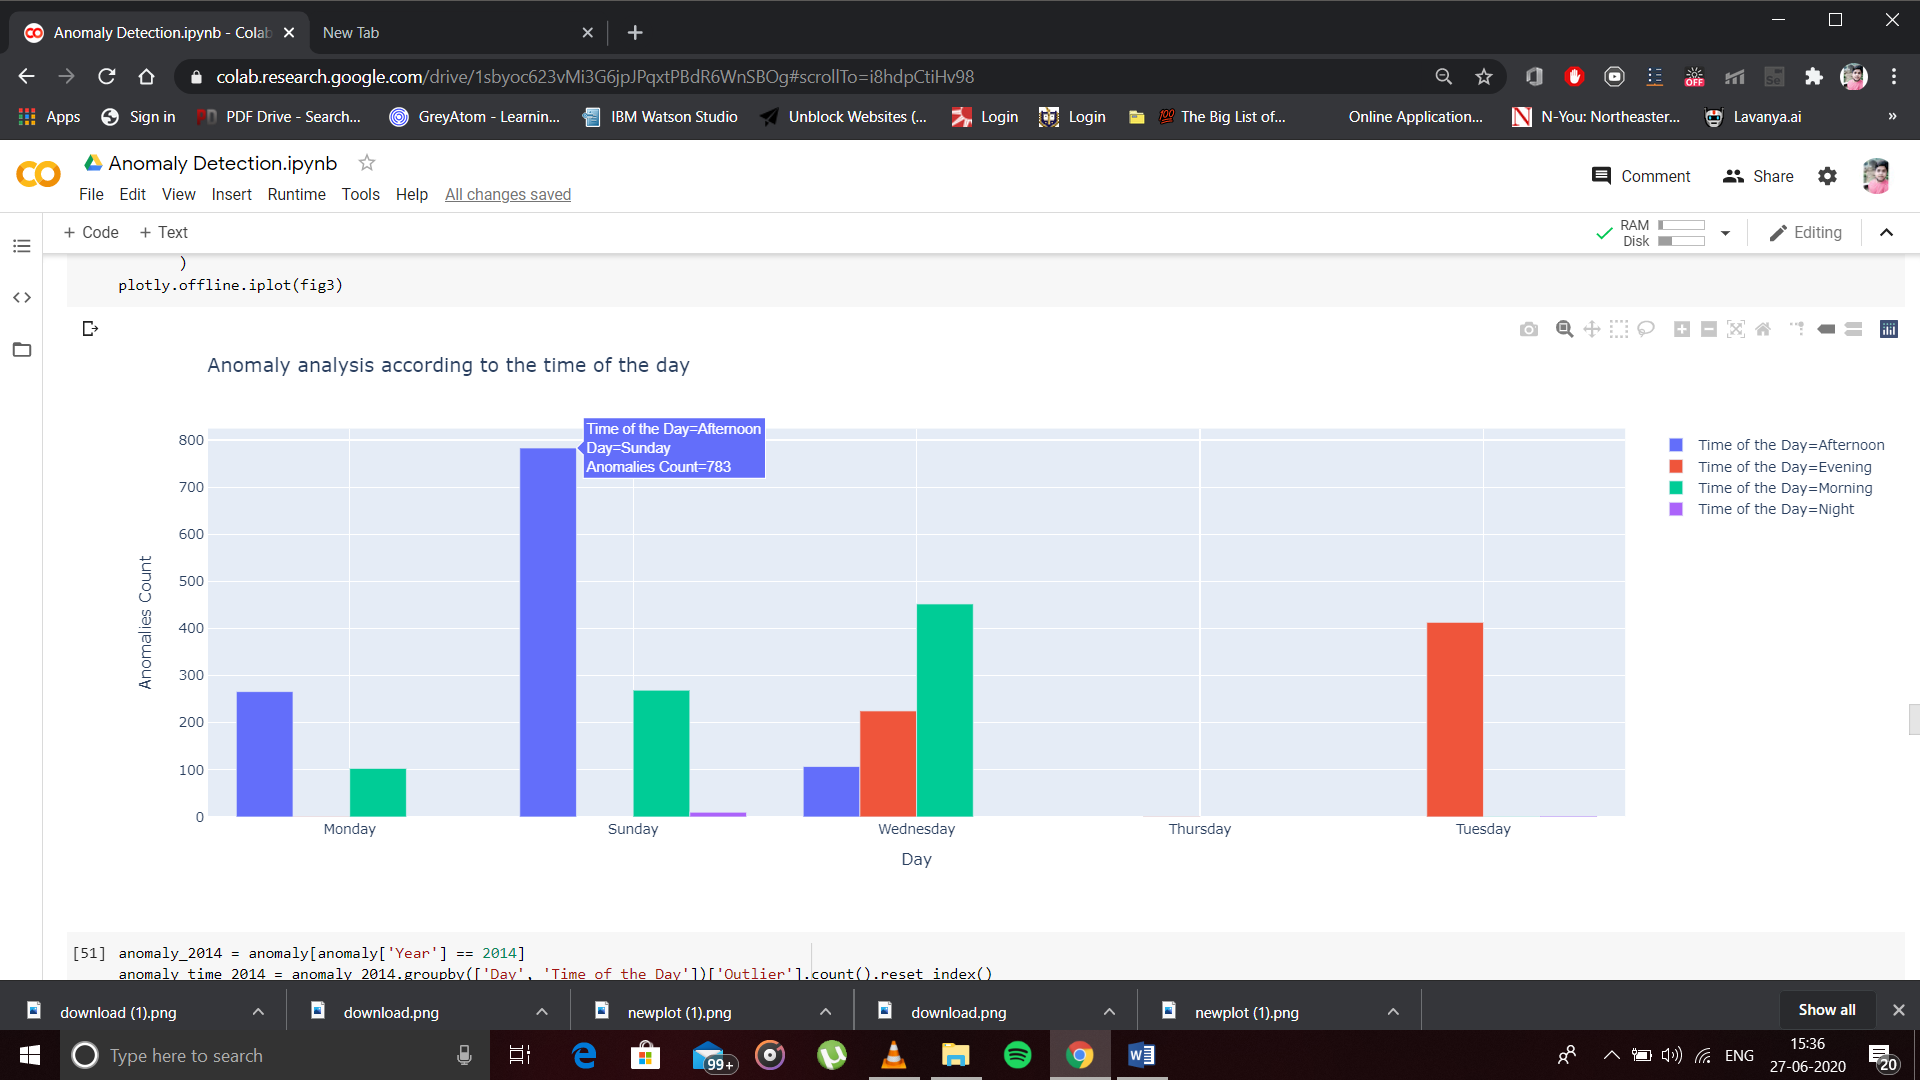 Anomaly Detection.ipynb - Colab
New Tab
colab.research.google.com/drive/1sbyoc623vMi3G6jpJPqxtPBdR6WnSBOg#scrollTo=i8hdpCtiHv98
OFF
Apps
Sign in
PDF Drive - Search...
GreyAtom - Learnin...
IBM Watson Studio
Unblock Websites (...
Login
Login
The Big List of...
Online Application...
N-You: Northeaster...
Lavanya.ai
»
Anomaly Detection.ipynb
File Edit View Insert Runtime Tools Help All changes saved
Comment
Share
+ Code + Text
RAM
Disk
Editing
)
plotly.offline.iplot(fig3)
Anomaly analysis according to the time of the day
Time of the Day=Afternoon
Day=Sunday
Anomalies Count=783
800
700
600
500
400
300
200
100
0
Anomalies Count
Monday
Sunday
Wednesday
Thursday
Tuesday
Day
Time of the Day=Afternoon
Time of the Day=Evening
Time of the Day=Morning
Time of the Day=Night
[51] anomaly_2014 = anomaly[anomaly['Year'] == 2014]
anomaly_time_2014 = anomaly_2014.groupby(['Day', 'Time of the Day'])['Outlier'].count().reset_index()
download (1).png
download.png
newplot (1).png
download.png
newplot (1).png
Show all
Type here to search
99+
ENG
15:36
27-06-2020
20